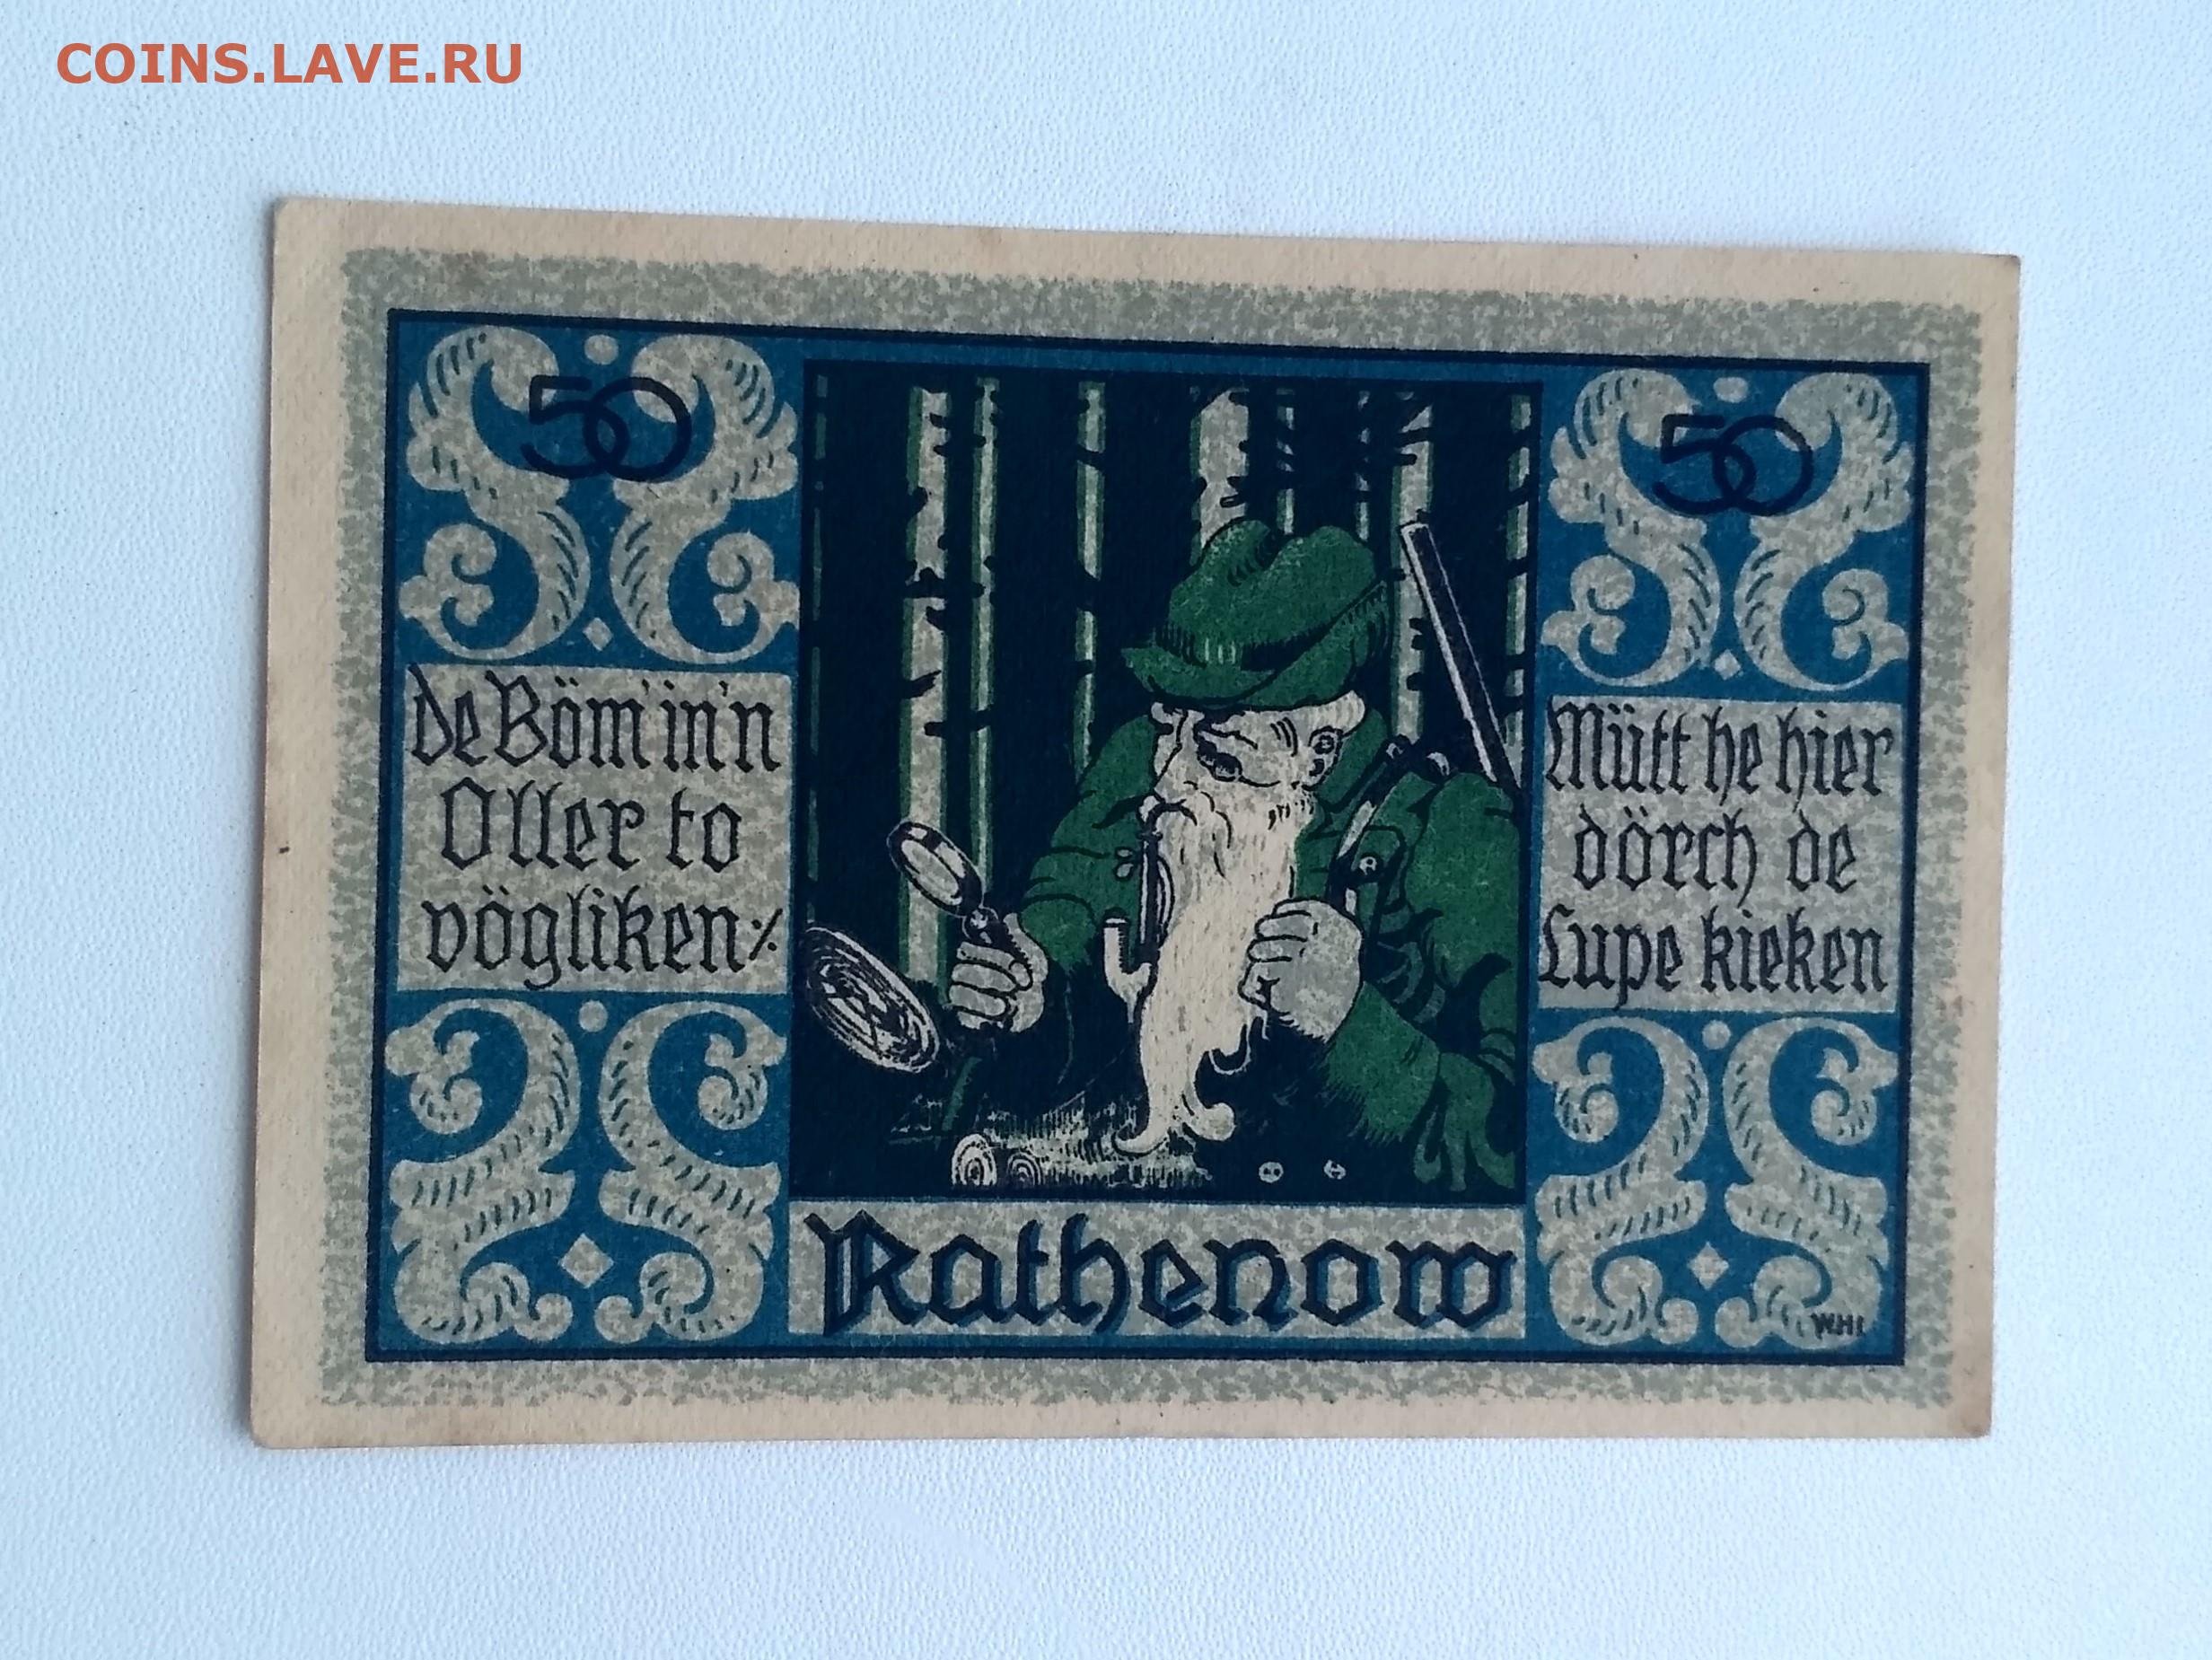 COINS.LAVE.RU
50
50
de Böm' in'n
Oller to
vögliken⁒
Mütt he hier
dörch de
Lupe kieken
Rathenow